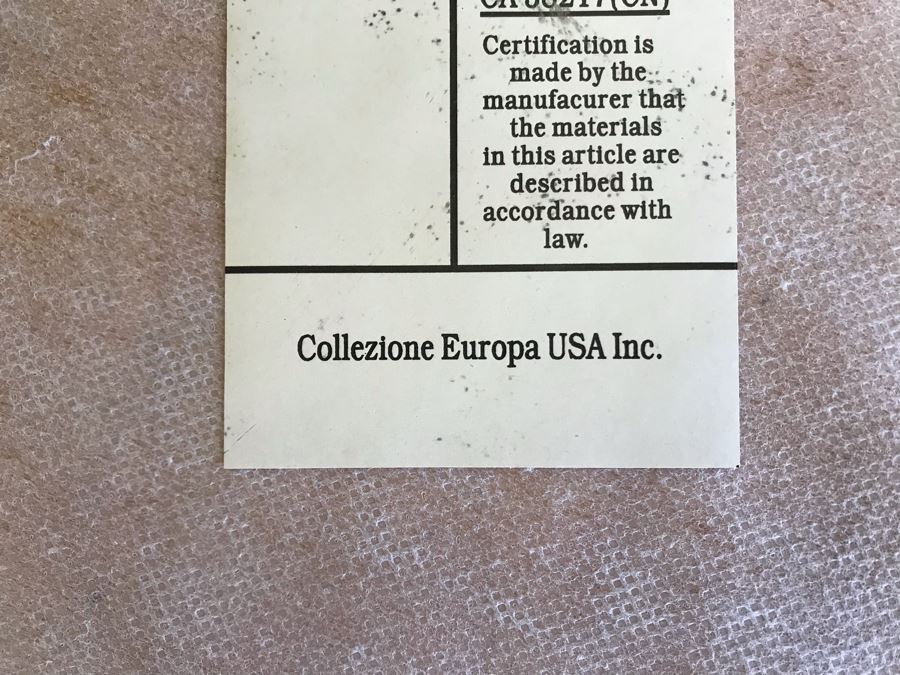 Certification is
made by the
manufacurer that
the materials
in this article are
described in
accordance with
law.
Collezione Europa USA Inc.